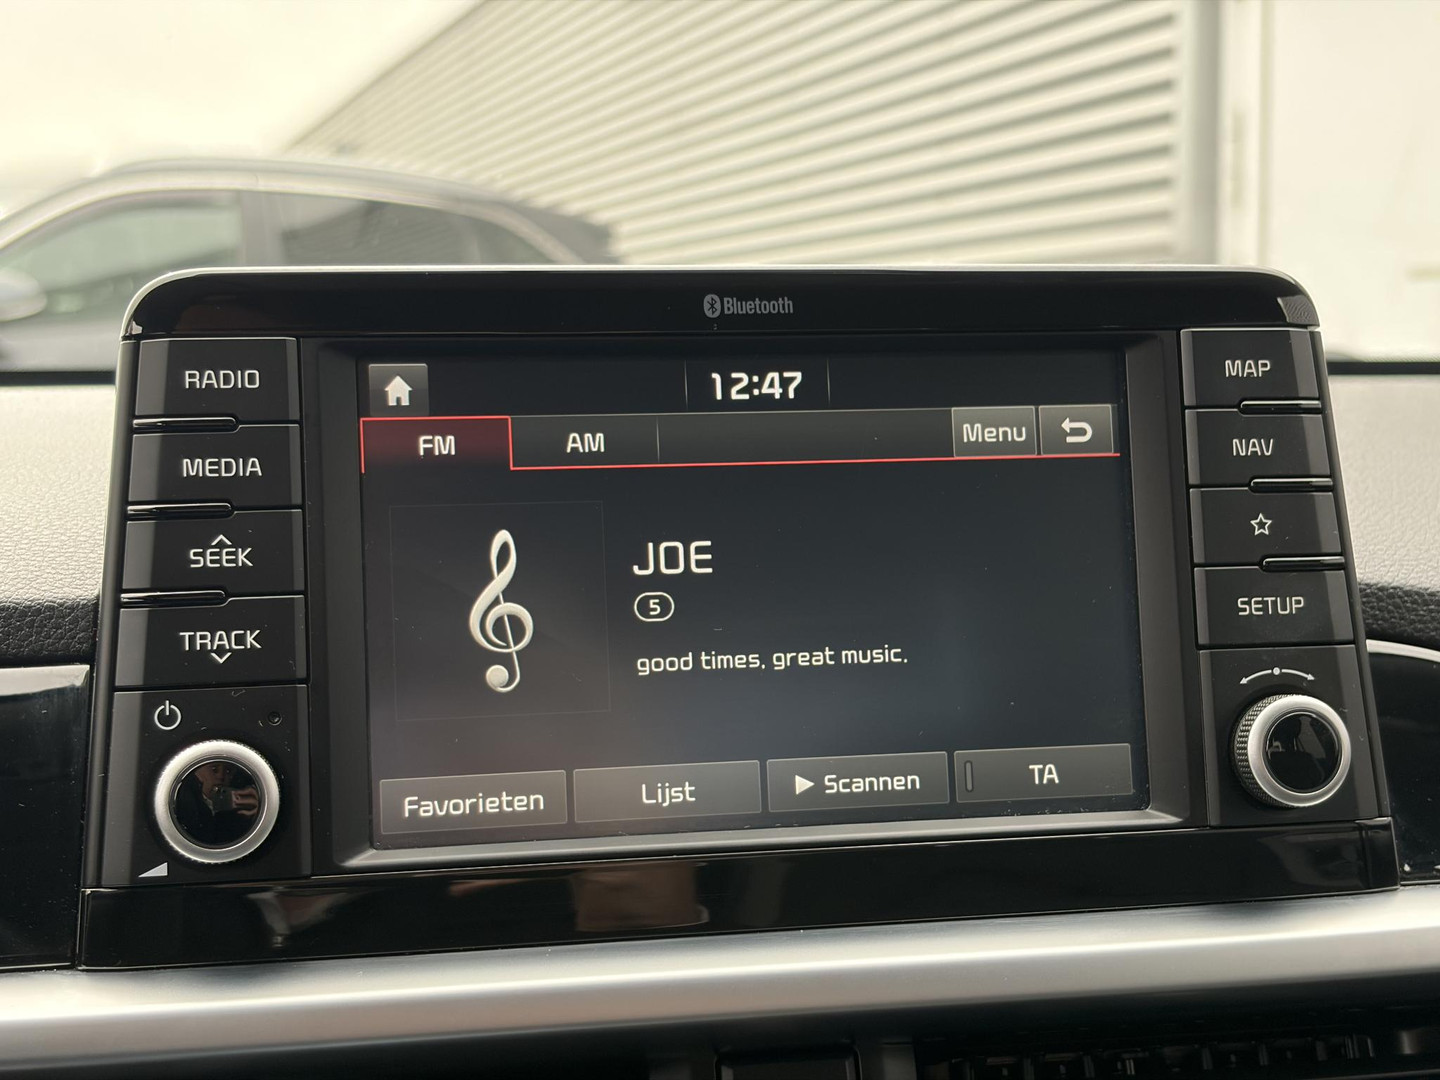 Bluetooth
RADIO
MEDIA
SEEK
TRACK
12:47
FM
AM
Menu
JOE
5
good times, great music.
Favorieten
Lijst
Scannen
TA
MAP
NAV
SETUP